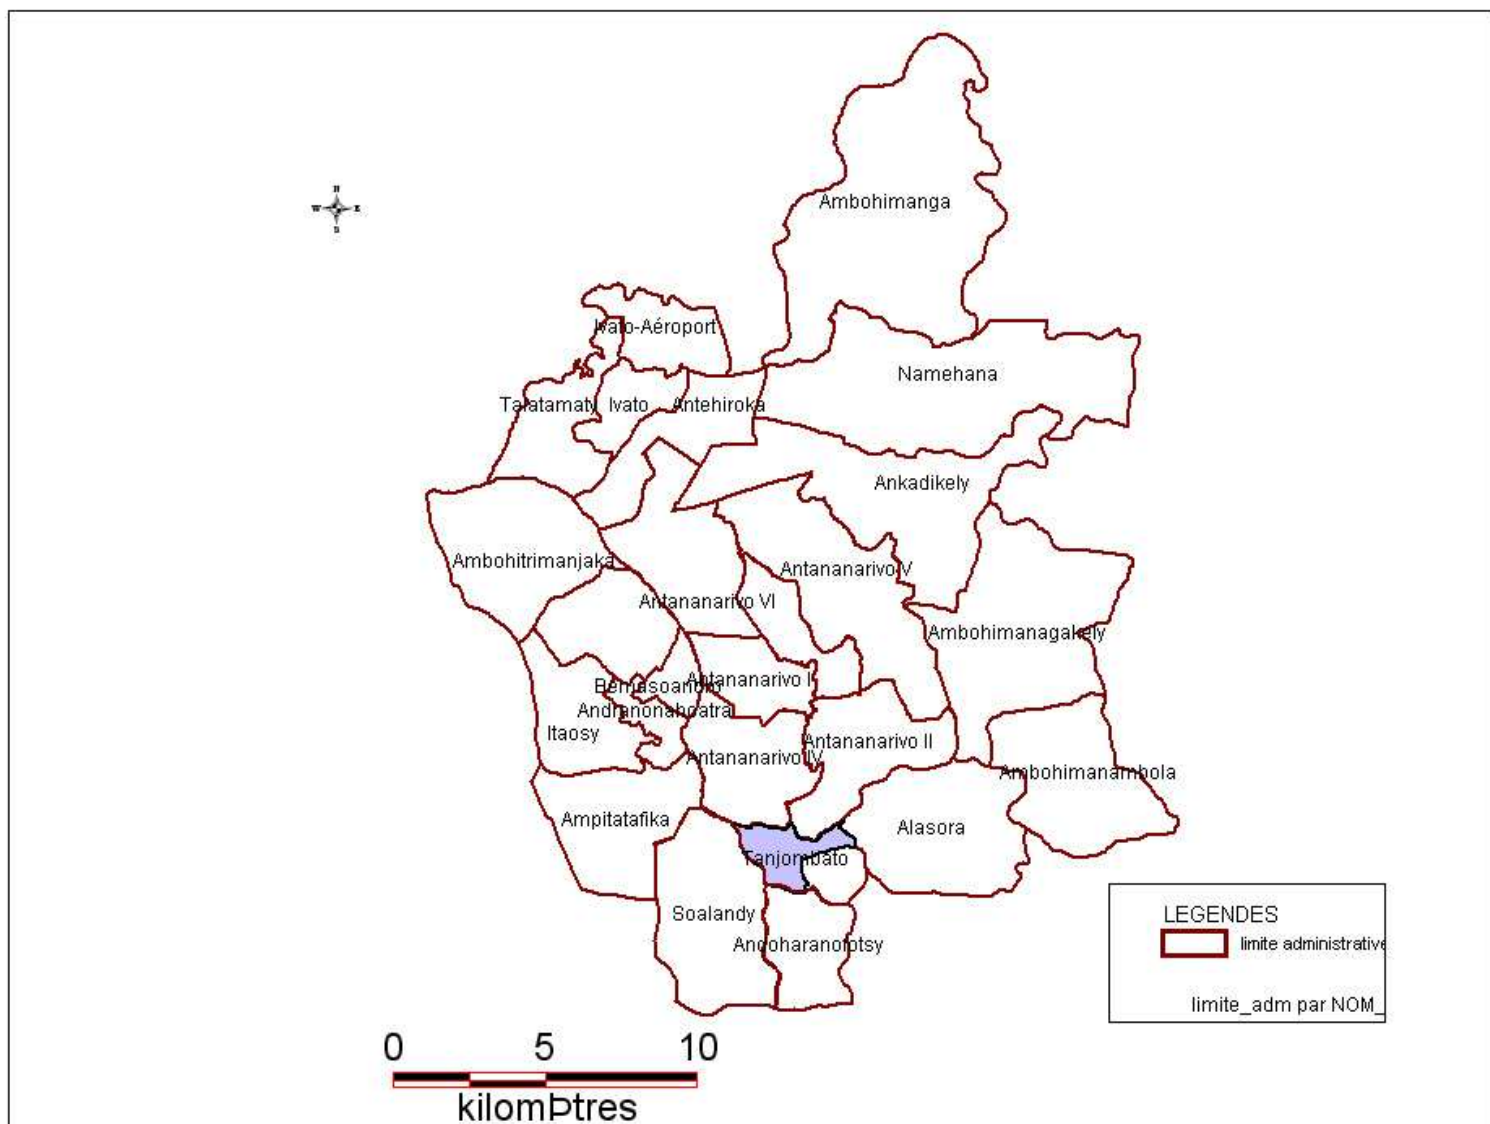 Ambohimanga
N
W E
S
Ivato-Aéroport
Namehana
Talatamaty Ivato Antehiroka
Ankadikely
Ambohitrimanjaka
Antananarivo V
Antananarivo VI
Ambohimanagakely
Antananarivo I
Bemasoandro
Andranonahoatra
Itaosy
Antananarivo II
Antananarivo IV
Ambohimanambola
Ampitatafika
Alasora
Tanjombato
Soalandy
Andoharanofotsy
LEGENDES
limite administrative
limite_adm par NOM_
0 5 10
kilomÞtres